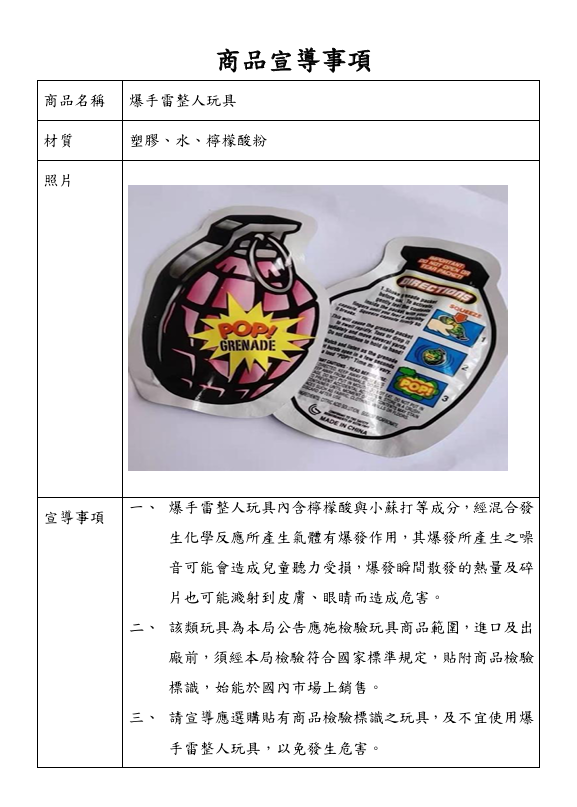 商品宣導事項
商品名稱
爆手雷整人玩具
材質
塑膠、水、檸檬酸粉
照片
POP!
GRENADE
IMPORTANT:
DO NOT OPEN OR
TEAR PACKET!
DIRECTIONS
SQUEEZE
1
2
POP!
3
MADE IN CHINA
宣導事項
一、 爆手雷整人玩具內含檸檬酸與小蘇打等成分，經混合發
生化學反應所產生氣體有爆發作用，其爆發所產生之噪
音可能會造成兒童聽力受損，爆發瞬間散發的熱量及碎
片也可能濺射到皮膚、眼睛而造成危害。
二、 該類玩具為本局公告應施檢驗玩具商品範圍，進口及出
廠前，須經本局檢驗符合國家標準規定，貼附商品檢驗
標識，始能於國內市場上銷售。
三、 請宣導應選購貼有商品檢驗標識之玩具，及不宜使用爆
手雷整人玩具，以免發生危害。